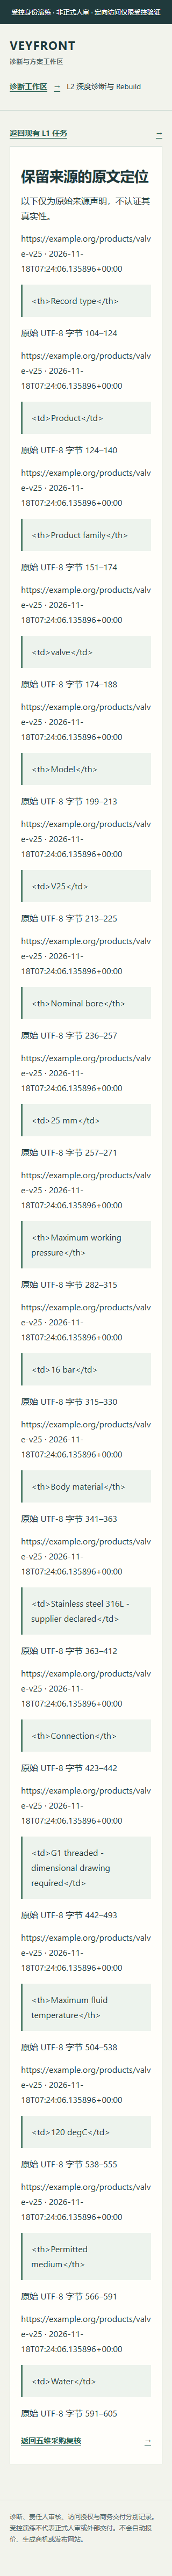 受控身份演练 · 非正式人审 · 定向访问仅限受控验证
VEYFRONT
诊断与方案工作区
诊断工作区 → L2 深度诊断与 Rebuild
返回现有 L1 任务 →
保留来源的原文定位
以下仅为原始来源声明，不认证其
真实性。
https://example.org/products/valv
e-v25 · 2026-11-
18T07:24:06.135896+00:00
<th>Record type</th>
原始 UTF-8 字节 104–124
https://example.org/products/valv
e-v25 · 2026-11-
18T07:24:06.135896+00:00
<td>Product</td>
原始 UTF-8 字节 124–140
https://example.org/products/valv
e-v25 · 2026-11-
18T07:24:06.135896+00:00
<th>Product family</th>
原始 UTF-8 字节 151–174
https://example.org/products/valv
e-v25 · 2026-11-
18T07:24:06.135896+00:00
<td>valve</td>
原始 UTF-8 字节 174–188
https://example.org/products/valv
e-v25 · 2026-11-
18T07:24:06.135896+00:00
<th>Model</th>
原始 UTF-8 字节 199–213
https://example.org/products/valv
e-v25 · 2026-11-
18T07:24:06.135896+00:00
<td>V25</td>
原始 UTF-8 字节 213–225
https://example.org/products/valv
e-v25 · 2026-11-
18T07:24:06.135896+00:00
<th>Nominal bore</th>
原始 UTF-8 字节 236–257
https://example.org/products/valv
e-v25 · 2026-11-
18T07:24:06.135896+00:00
<td>25 mm</td>
原始 UTF-8 字节 257–271
https://example.org/products/valv
e-v25 · 2026-11-
18T07:24:06.135896+00:00
<th>Maximum working
pressure</th>
原始 UTF-8 字节 282–315
https://example.org/products/valv
e-v25 · 2026-11-
18T07:24:06.135896+00:00
<td>16 bar</td>
原始 UTF-8 字节 315–330
https://example.org/products/valv
e-v25 · 2026-11-
18T07:24:06.135896+00:00
<th>Body material</th>
原始 UTF-8 字节 341–363
https://example.org/products/valv
e-v25 · 2026-11-
18T07:24:06.135896+00:00
<td>Stainless steel 316L -
supplier declared</td>
原始 UTF-8 字节 363–412
https://example.org/products/valv
e-v25 · 2026-11-
18T07:24:06.135896+00:00
<th>Connection</th>
原始 UTF-8 字节 423–442
https://example.org/products/valv
e-v25 · 2026-11-
18T07:24:06.135896+00:00
<td>G1 threaded -
dimensional drawing
required</td>
原始 UTF-8 字节 442–493
https://example.org/products/valv
e-v25 · 2026-11-
18T07:24:06.135896+00:00
<th>Maximum fluid
temperature</th>
原始 UTF-8 字节 504–538
https://example.org/products/valv
e-v25 · 2026-11-
18T07:24:06.135896+00:00
<td>120 degC</td>
原始 UTF-8 字节 538–555
https://example.org/products/valv
e-v25 · 2026-11-
18T07:24:06.135896+00:00
<th>Permitted
medium</th>
原始 UTF-8 字节 566–591
https://example.org/products/valv
e-v25 · 2026-11-
18T07:24:06.135896+00:00
<td>Water</td>
原始 UTF-8 字节 591–605
返回五堆采购复核 →
诊断、责任人审核、访问授权与商务交付分别记录。
受控演练不代表正式人审或外部交付。不会自动报
价、生成商机或发布网站。